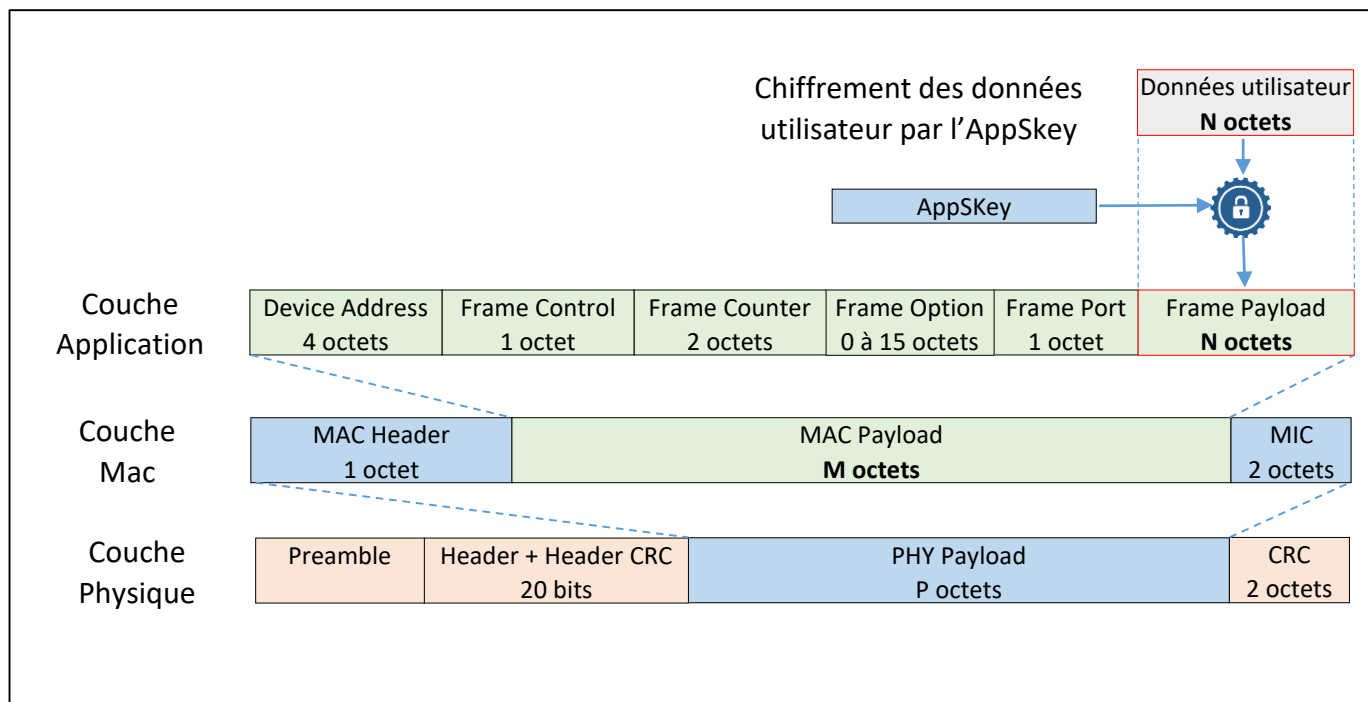 Chiffrement des données
utilisateur par l'AppSkey
Données utilisateur
N octets
AppSKey
Couche
Application
Device Address
4 octets
Frame Control
1 octet
Frame Counter
2 octets
Frame Option
0 à 15 octets
Frame Port
1 octet
Frame Payload
N octets
Couche
Mac
MAC Header
1 octet
MAC Payload
M octets
MIC
2 octets
Couche
Physique
Preamble
Header + Header CRC
20 bits
PHY Payload
P octets
CRC
2 octets